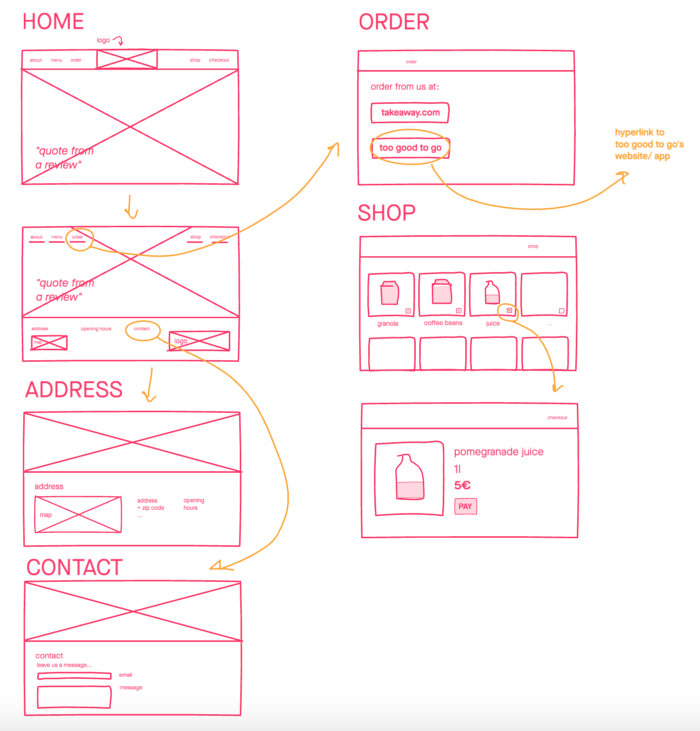 HOME
logo
about menu order shop checkout
"quote from
a review"
about menu order shop checkout
"quote from
a review"
address opening hours contact
map
logo
ADDRESS
address
map
address
+ zip code
...
opening
hours
CONTACT
contact
leave us a message...
email
message
ORDER
order
order from us at:
takeaway.com
too good to go
hyperlink to
too good to go's
website/ app
SHOP
shop
granola coffee beans juice ...
checkout
pomegranade juice
1l
5€
PAY